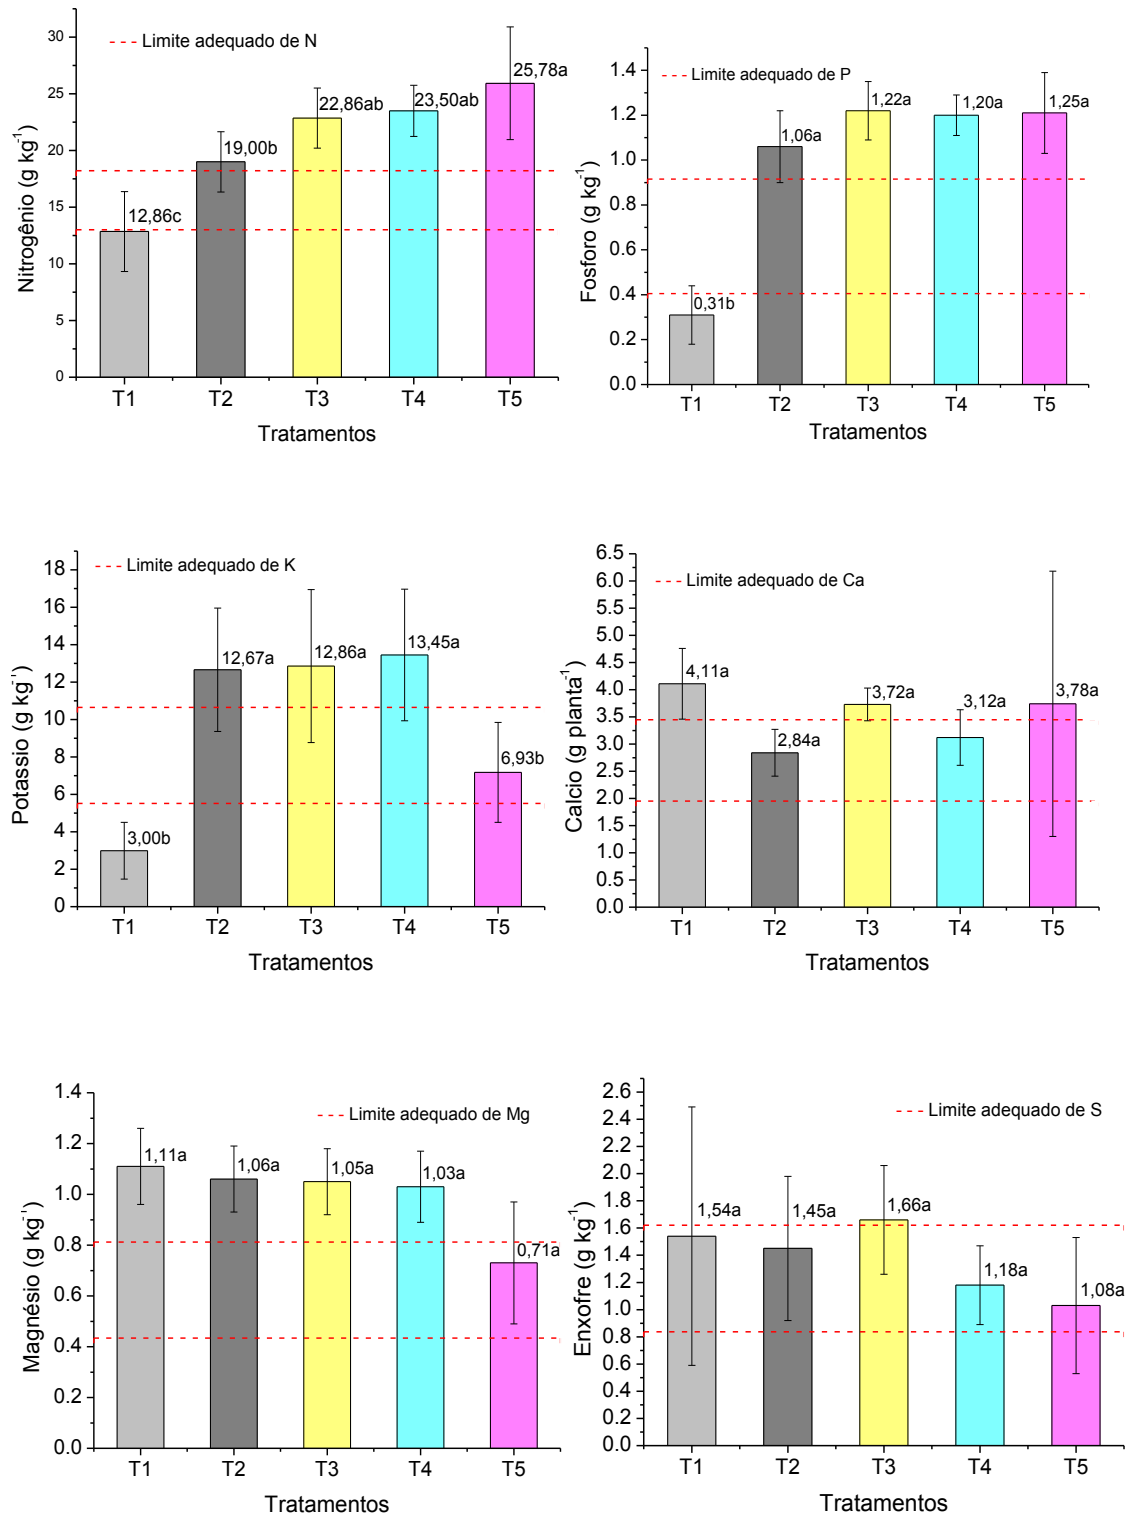 Limite adequado de N
Nitrogênio (g kg-1)
30
25
20
15
10
5
0
12,86c
19,00b
22,86ab
23,50ab
25,78a
T1 T2 T3 T4 T5
Tratamentos
Limite adequado de P
Fosforo (g kg-1)
1.4
1.2
1.0
0.8
0.6
0.4
0.2
0.0
0,31b
1,06a
1,22a
1,20a
1,25a
T1 T2 T3 T4 T5
Tratamentos
Limite adequado de K
Potassio (g kg-1)
18
16
14
12
10
8
6
4
2
0
3,00b
12,67a
12,86a
13,45a
6,93b
T1 T2 T3 T4 T5
Tratamentos
Limite adequado de Ca
Calcio (g planta-1)
6.5
6.0
5.5
5.0
4.5
4.0
3.5
3.0
2.5
2.0
1.5
1.0
0.5
0.0
4,11a
2,84a
3,72a
3,12a
3,78a
T1 T2 T3 T4 T5
Tratamentos
Limite adequado de Mg
Magnésio (g kg-1)
1.4
1.2
1.0
0.8
0.6
0.4
0.2
0.0
1,11a
1,06a
1,05a
1,03a
0,71a
T1 T2 T3 T4 T5
Tratamentos
Limite adequado de S
Enxofre (g kg-1)
2.6
2.4
2.2
2.0
1.8
1.6
1.4
1.2
1.0
0.8
0.6
0.4
0.2
0.0
1,54a
1,45a
1,66a
1,18a
1,08a
T1 T2 T3 T4 T5
Tratamentos